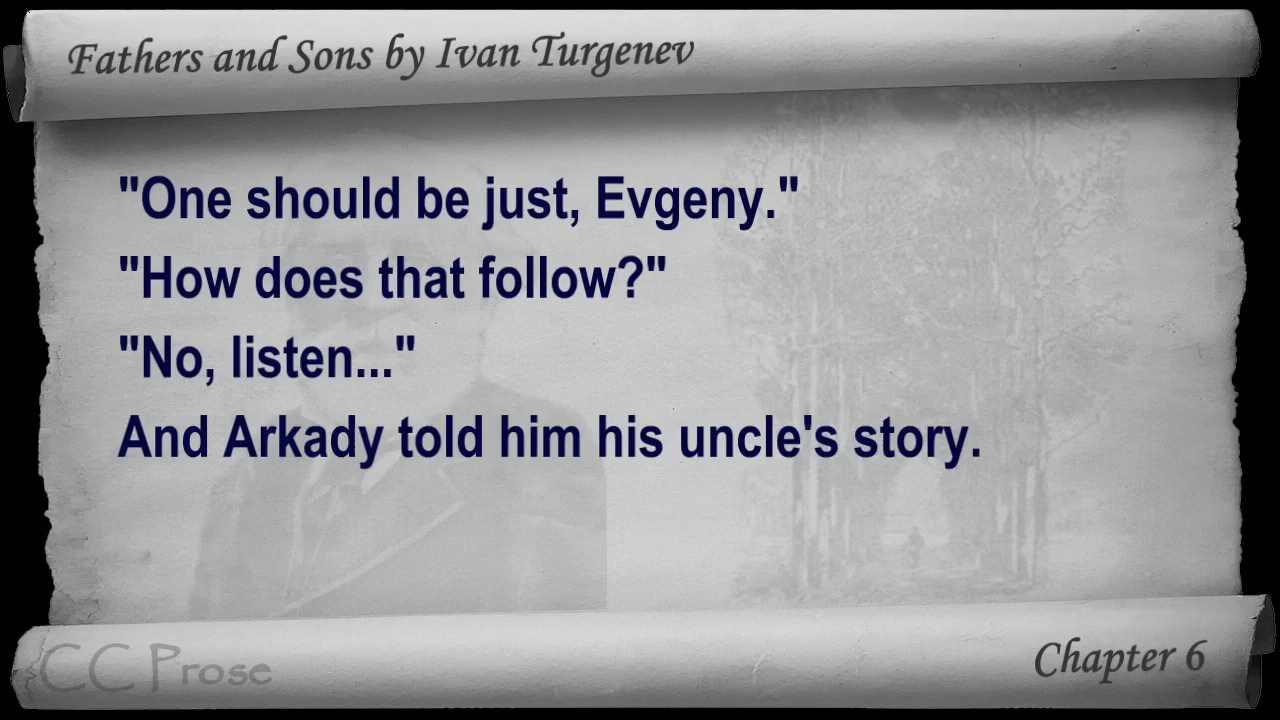 Fathers and Sons by Ivan Turgenev
"One should be just, Evgeny."
"How does that follow?"
"No, listen..."
And Arkady told him his uncle's story.
CC Prose
Chapter 6